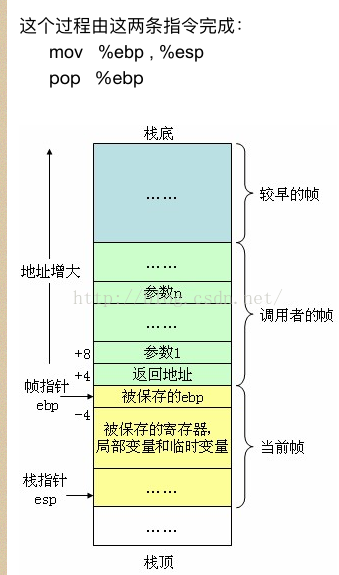 这个过程由这两条指令完成：
mov %ebp , %esp
pop %ebp
栈底
……
较早的帧
……
地址增大
参数n
http://blog.csdn.net/
……
调用者的帧
+8
参数1
+4
返回地址
帧指针
ebp
被保存的ebp
-4
被保存的寄存器，
局部变量和临时变量
当前帧
栈指针
esp
……
……
栈顶